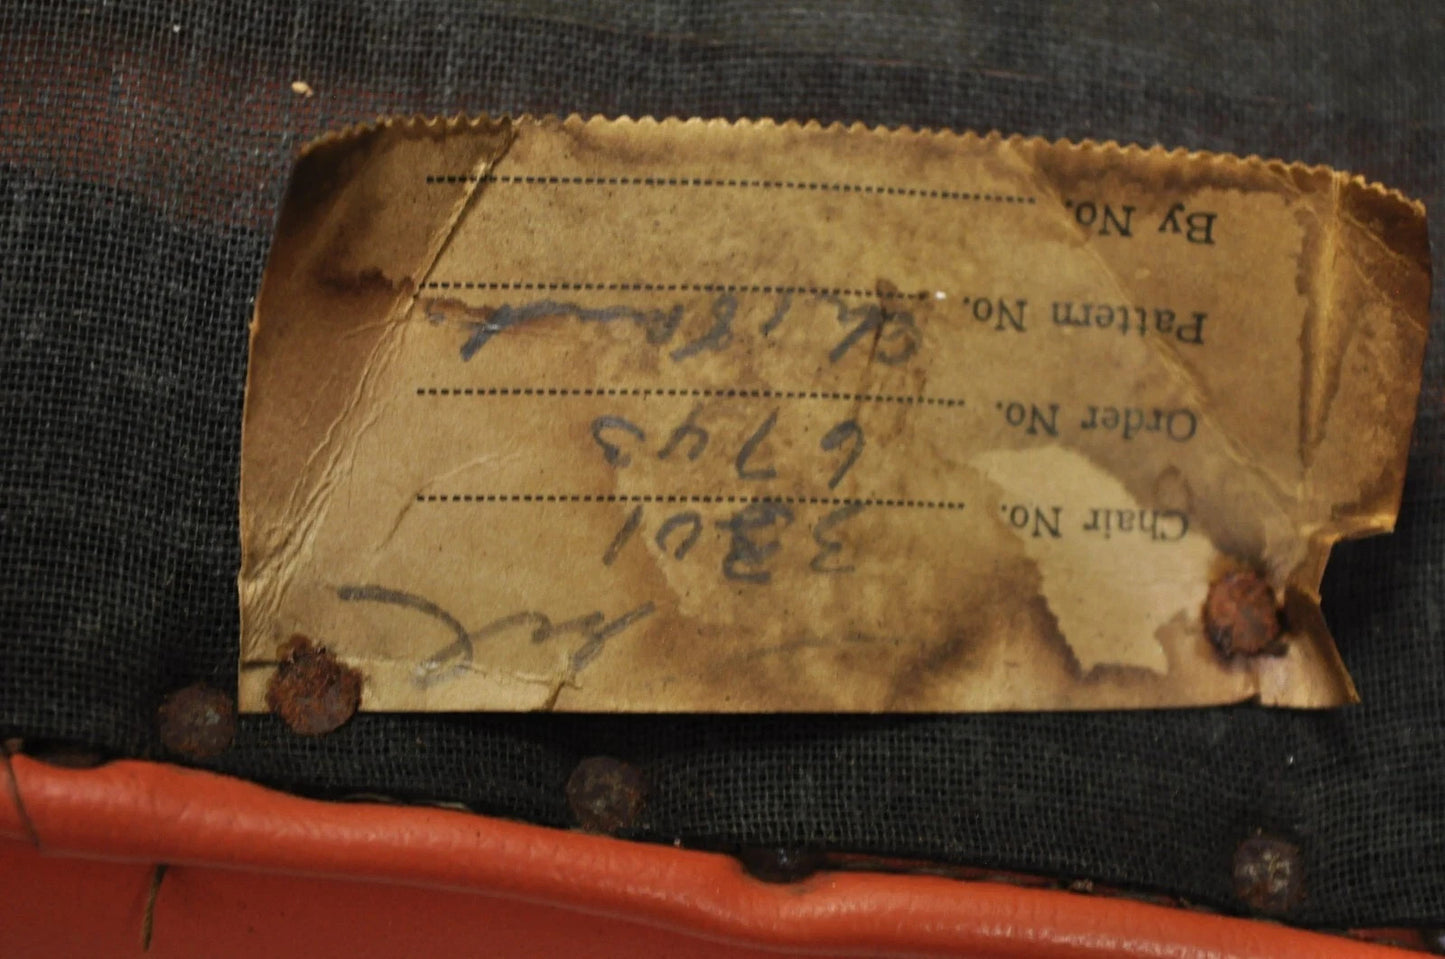 Chair No. 3301
Order No. 6743
Pattern No.
By No.